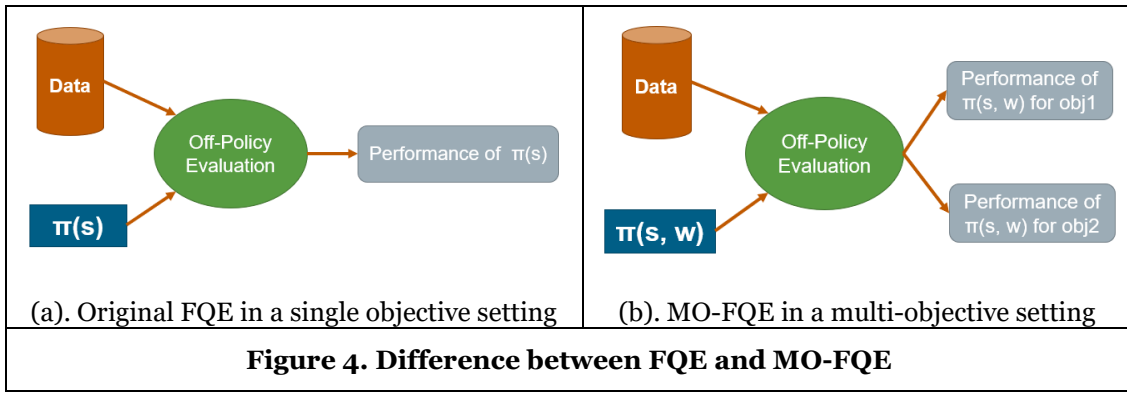 Data
Off-Policy
Evaluation
Performance of π(s)
π(s)
(a). Original FQE in a single objective setting
Data
Off-Policy
Evaluation
Performance of
π(s, w) for obj1
Performance of
π(s, w) for obj2
π(s, w)
(b). MO-FQE in a multi-objective setting
Figure 4. Difference between FQE and MO-FQE